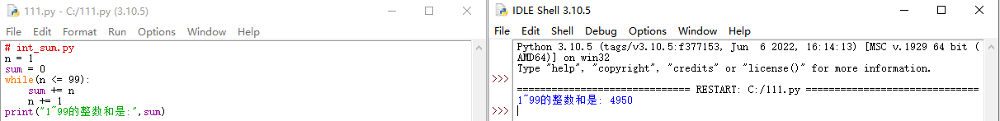 111.py - C:/111.py (3.10.5)
File Edit Format Run Options Window Help
# int_sum.py
n = 1
sum = 0
while(n <= 99):
    sum += n
    n += 1
print("1~99的整数和是:",sum)
IDLE Shell 3.10.5
File Edit Shell Debug Options Window Help
Python 3.10.5 (tags/v3.10.5:f377153, Jun  6 2022, 16:14:13) [MSC v.1929 64 bit (
AMD64)] on win32
Type "help", "copyright", "credits" or "license()" for more information.
>>>
============================= RESTART: C:/111.py =============================
1~99的整数和是: 4950
>>>